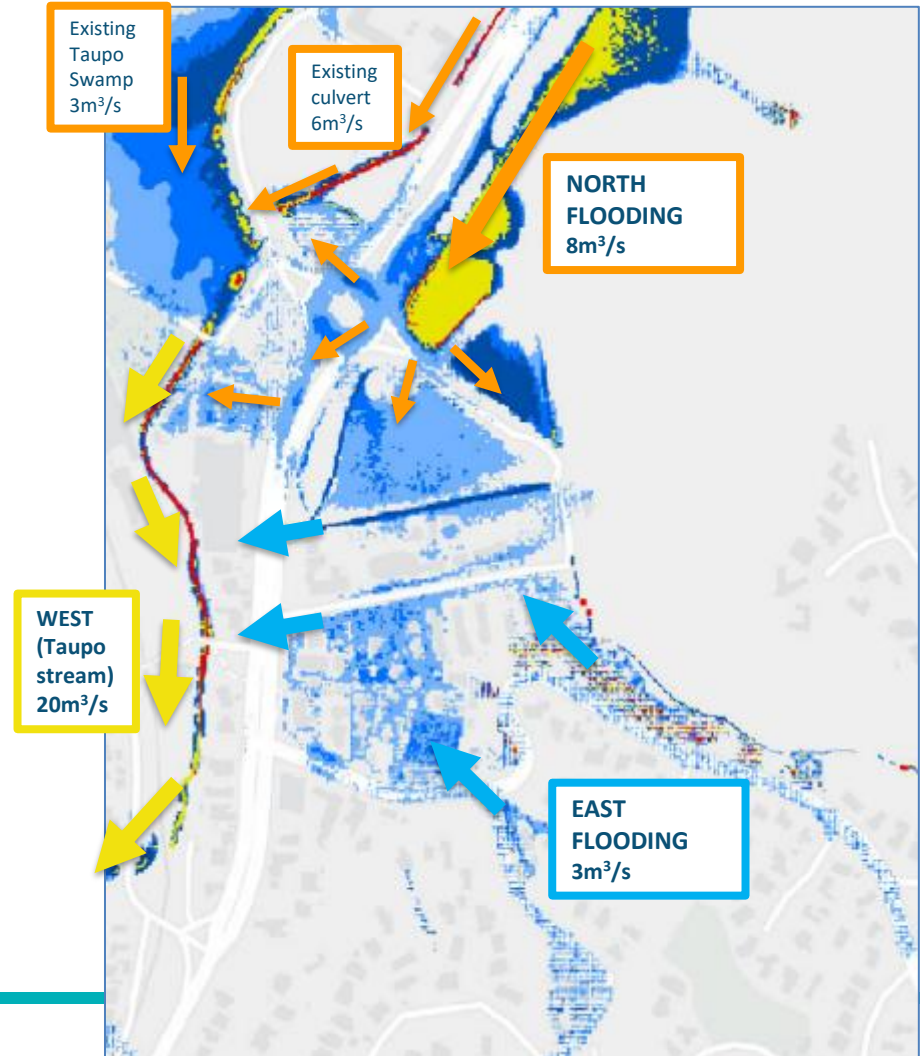 Existing
Taupo
Swamp
3m³/s
Existing
culvert
6m³/s
NORTH
FLOODING
8m³/s
WEST
(Taupo
stream)
20m³/s
EAST
FLOODING
3m³/s